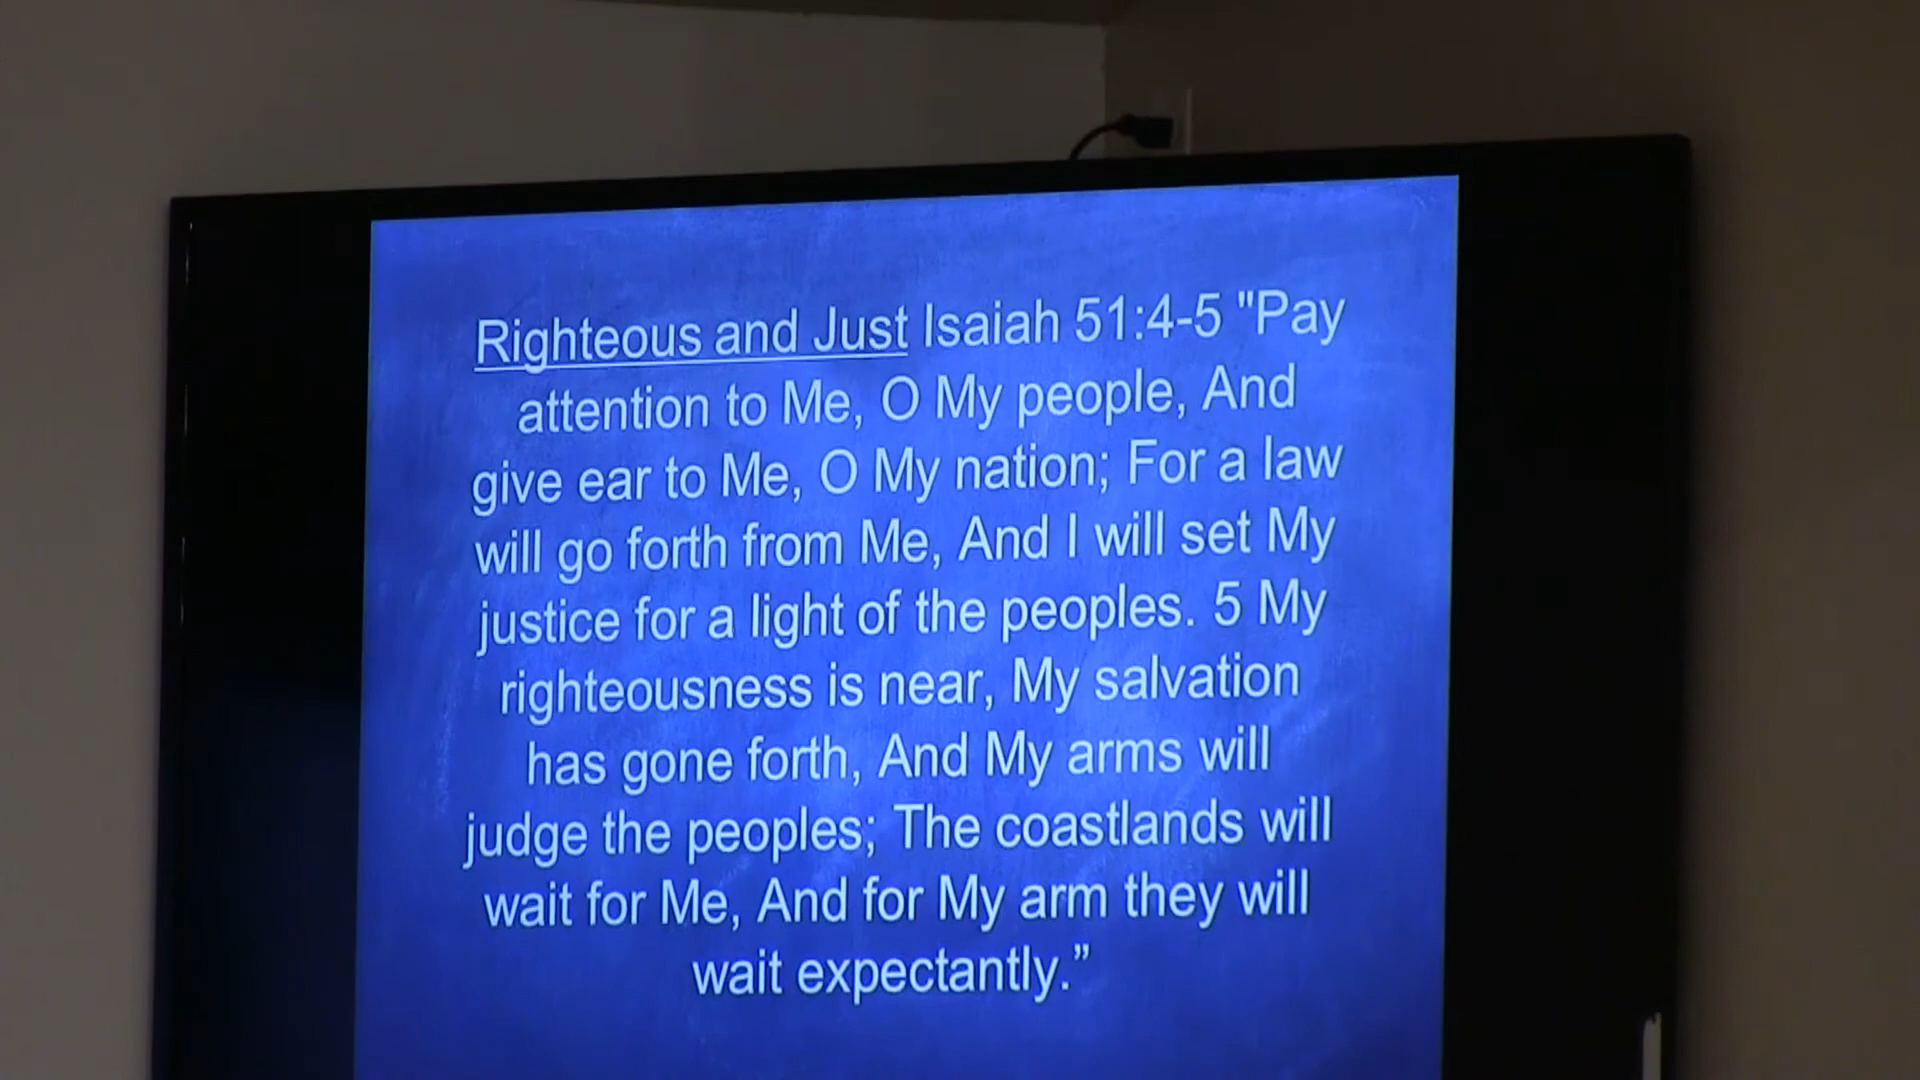 Righteous and Just Isaiah 51:4-5 "Pay
attention to Me, O My people, And
give ear to Me, O My nation; For a law
will go forth from Me, And I will set My
justice for a light of the peoples. 5 My
righteousness is near, My salvation
has gone forth, And My arms will
judge the peoples; The coastlands will
wait for Me, And for My arm they will
wait expectantly.”